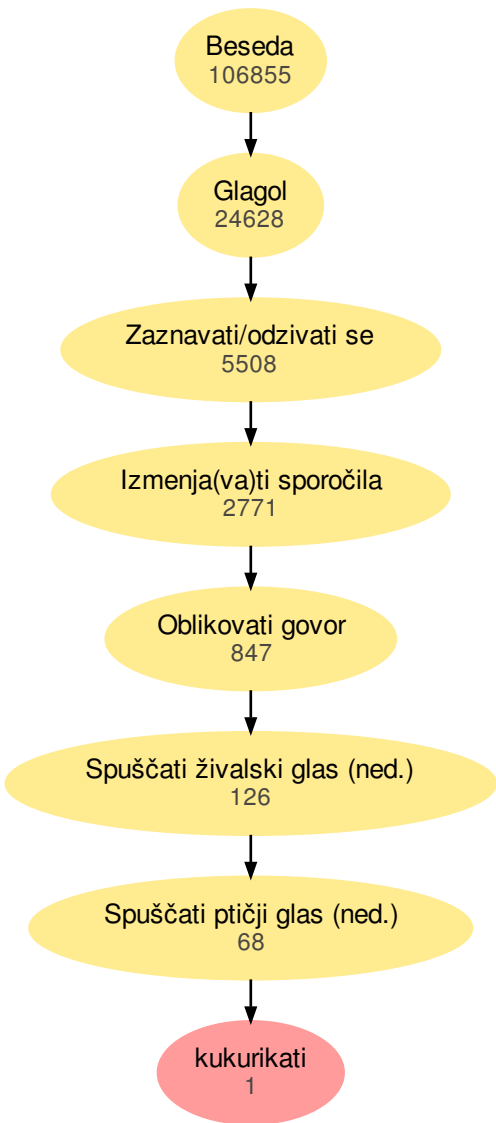 Beseda
106855
Glagol
24628
Zaznavati/odzivati se
5508
Izmenja(va)ti sporočila
2771
Oblikovati govor
847
Spuščati živalski glas (ned.)
126
Spuščati ptičji glas (ned.)
68
kukurikati
1